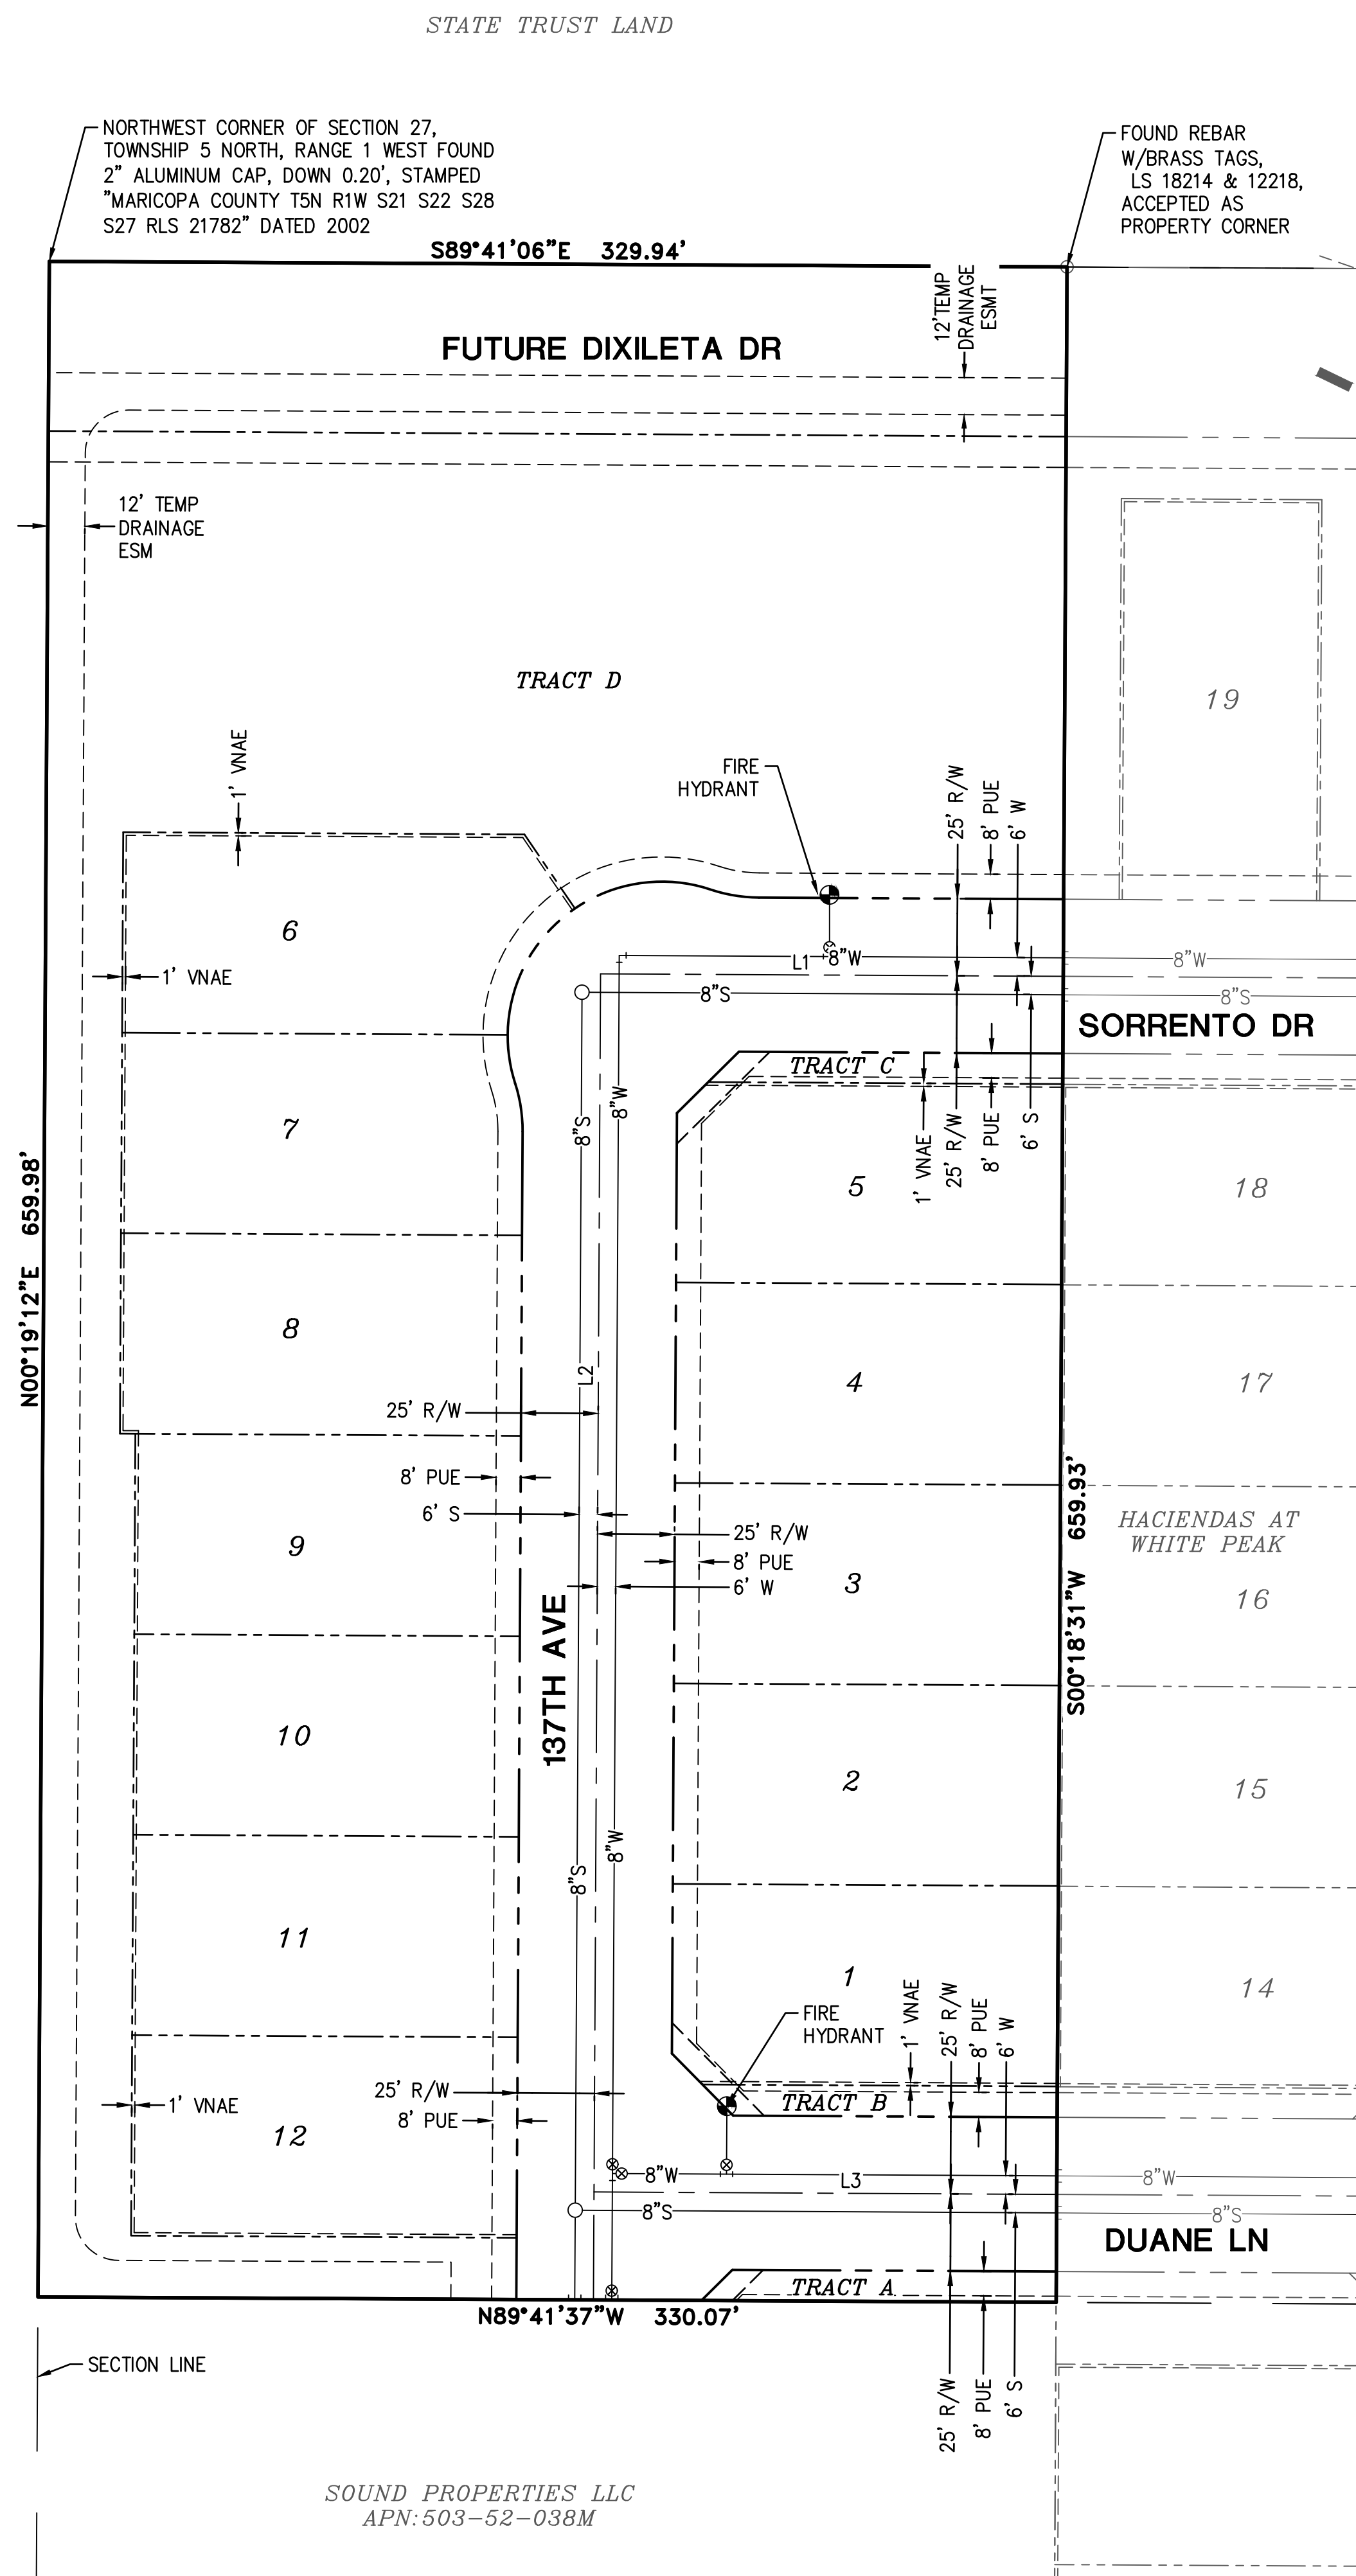 STATE TRUST LAND
NORTHWEST CORNER OF SECTION 27,
TOWNSHIP 5 NORTH, RANGE 1 WEST FOUND
2" ALUMINUM CAP, DOWN 0.20', STAMPED
"MARICOPA COUNTY T5N R1W S21 S22 S28
S27 RLS 21782" DATED 2002
FOUND REBAR
W/BRASS TAGS,
LS 18214 & 12218,
ACCEPTED AS
PROPERTY CORNER
S89°41'06"E 329.94'
12'TEMP
DRAINAGE
ESMT
FUTURE DIXILETA DR
12' TEMP
DRAINAGE
ESM
TRACT D
19
1' VNAE
FIRE
HYDRANT
25' R/W
8' PUE
6' W
6
1' VNAE
L1
8"W
8"W
8"S
8"S
SORRENTO DR
TRACT C
8"W
8"S
7
1' VNAE
25' R/W
8' PUE
6' S
5
18
N00°19'12"E 659.98'
8
L2
4
17
25' R/W
8' PUE
6' S
S00°18'31"W 659.93'
HACIENDAS AT
WHITE PEAK
9
25' R/W
8' PUE
6' W
3
16
137TH AVE
10
2
15
8"W
8"S
11
1
14
FIRE
HYDRANT
1' VNAE
25' R/W
8' PUE
6' W
25' R/W
8' PUE
1' VNAE
12
TRACT B
8"W
L3
8"W
8"S
8"S
DUANE LN
TRACT A
N89°41'37"W 330.07'
SECTION LINE
25' R/W
8' PUE
6' S
SOUND PROPERTIES LLC
APN:503-52-038M